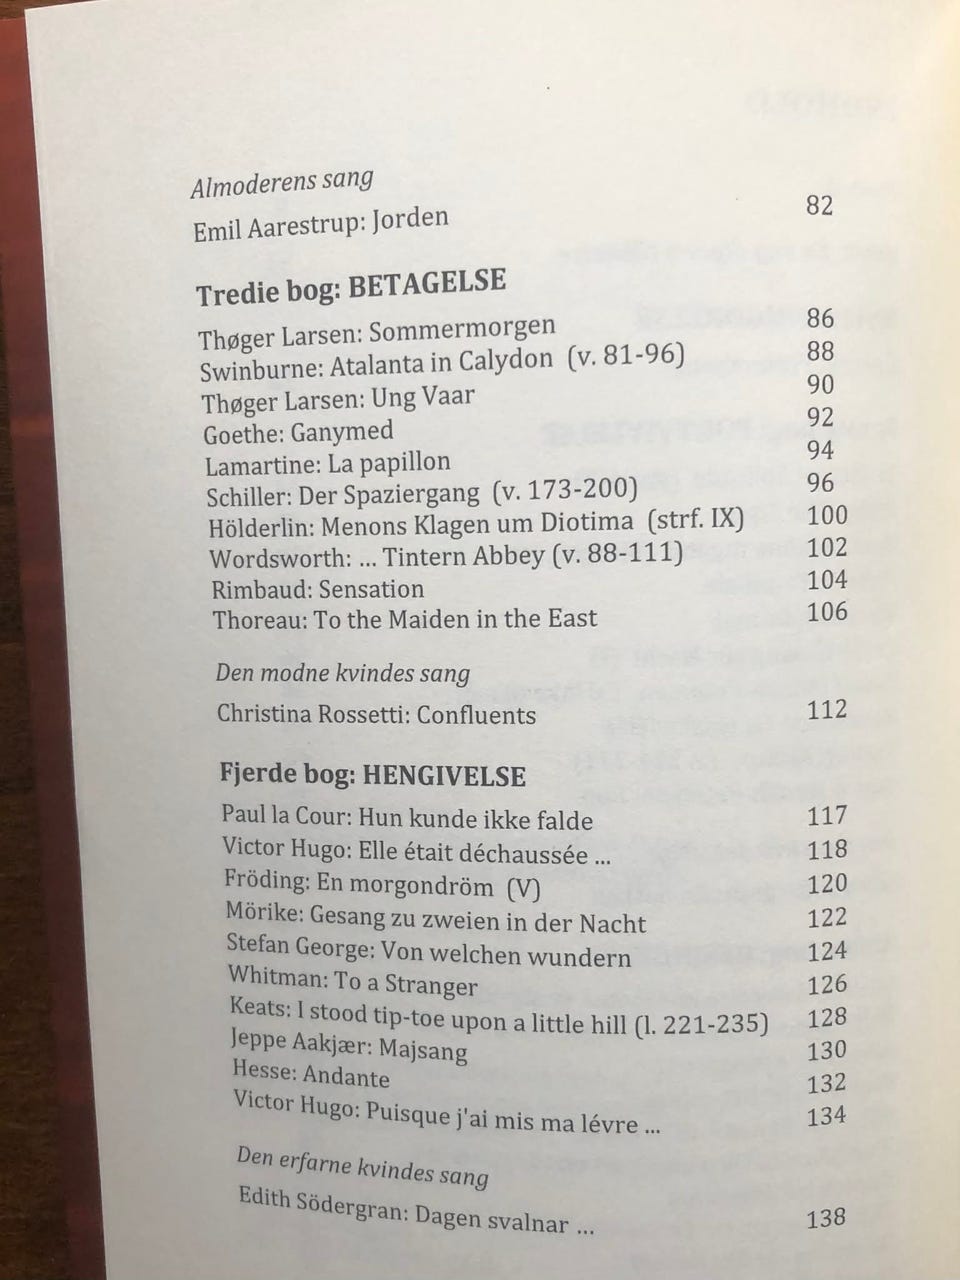 Almoderens sang
Emil Aarestrup: Jorden 82
Tredie bog: BETAGELSE
Thøger Larsen: Sommermorgen 86
Swinburne: Atalanta in Calydon (v. 81-96) 88
Thøger Larsen: Ung Vaar 90
Goethe: Ganymed 92
Lamartine: La papillon 94
Schiller: Der Spaziergang (v. 173-200) 96
Hölderlin: Menons Klagen um Diotima (strf. IX) 100
Wordsworth: ... Tintern Abbey (v. 88-111) 102
Rimbaud: Sensation 104
Thoreau: To the Maiden in the East 106
Den modne kvindes sang
Christina Rossetti: Confluents 112
Fjerde bog: HENGIVELSE
Paul la Cour: Hun kunde ikke falde 117
Victor Hugo: Elle était déchaussée ... 118
Fröding: En morgondröm (V) 120
Mörike: Gesang zu zweien in der Nacht 122
Stefan George: Von welchen wundern 124
Whitman: To a Stranger 126
Keats: I stood tip-toe upon a little hill (l. 221-235) 128
Jeppe Aakjær: Majsang 130
Hesse: Andante 132
Victor Hugo: Puisque j'ai mis ma lévre ... 134
Den erfarne kvindes sang
Edith Södergran: Dagen svalnar ... 138